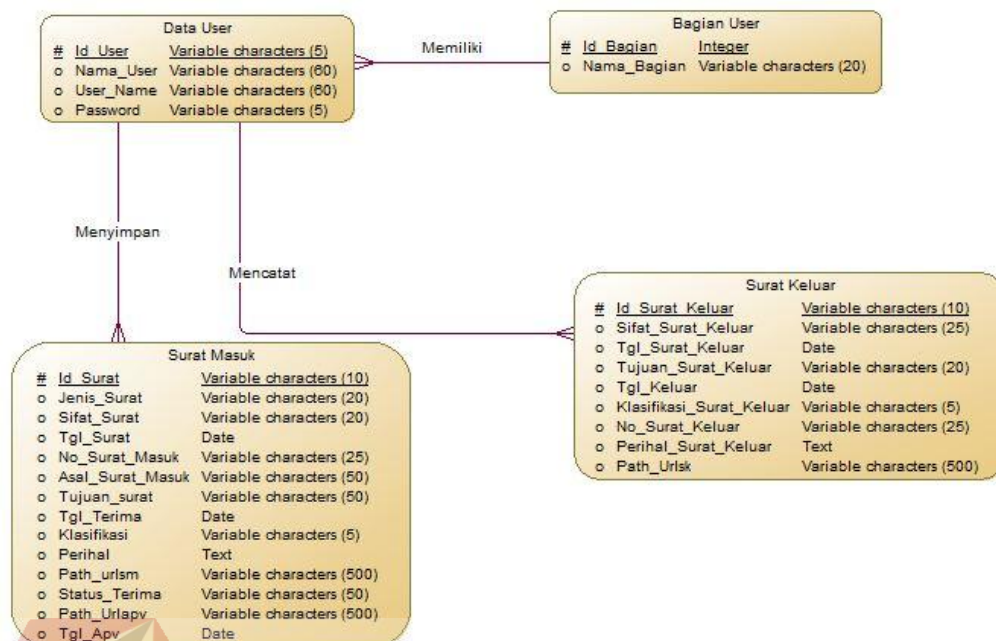 Data User
# Id_User Variable characters (5)
o Nama_User Variable characters (60)
o User_Name Variable characters (60)
o Password Variable characters (5)
Memiliki
Bagian User
# Id_Bagian Integer
o Nama_Bagian Variable characters (20)
Menyimpan
Mencatat
Surat Keluar
# Id_Surat_Keluar Variable characters (10)
o Sifat_Surat_Keluar Variable characters (25)
o Tgl_Surat_Keluar Date
o Tujuan_Surat_Keluar Variable characters (20)
o Tgl_Keluar Date
o Klasifikasi_Surat_Keluar Variable characters (5)
o No_Surat_Keluar Variable characters (25)
o Perihal_Surat_Keluar Text
o Path_Urlsk Variable characters (500)
Surat Masuk
# Id_Surat Variable characters (10)
o Jenis_Surat Variable characters (20)
o Sifat_Surat Variable characters (20)
o Tgl_Surat Date
o No_Surat_Masuk Variable characters (25)
o Asal_Surat_Masuk Variable characters (50)
o Tujuan_surat Variable characters (50)
o Tgl_Terima Date
o Klasifikasi Variable characters (5)
o Perihal Text
o Path_urlsm Variable characters (500)
o Status_Terima Variable characters (50)
o Path_Urlapv Variable characters (500)
o Tgl_Apv Date